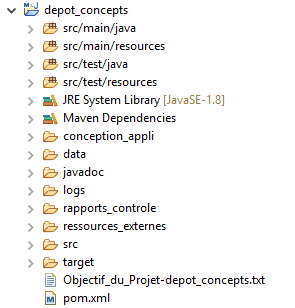 depot_concepts
src/main/java
src/main/resources
src/test/java
src/test/resources
JRE System Library [JavaSE-1.8]
Maven Dependencies
conception_appli
data
javadoc
logs
rapports_controle
ressources_externes
src
target
Objectif_du_Projet-depot_concepts.txt
pom.xml